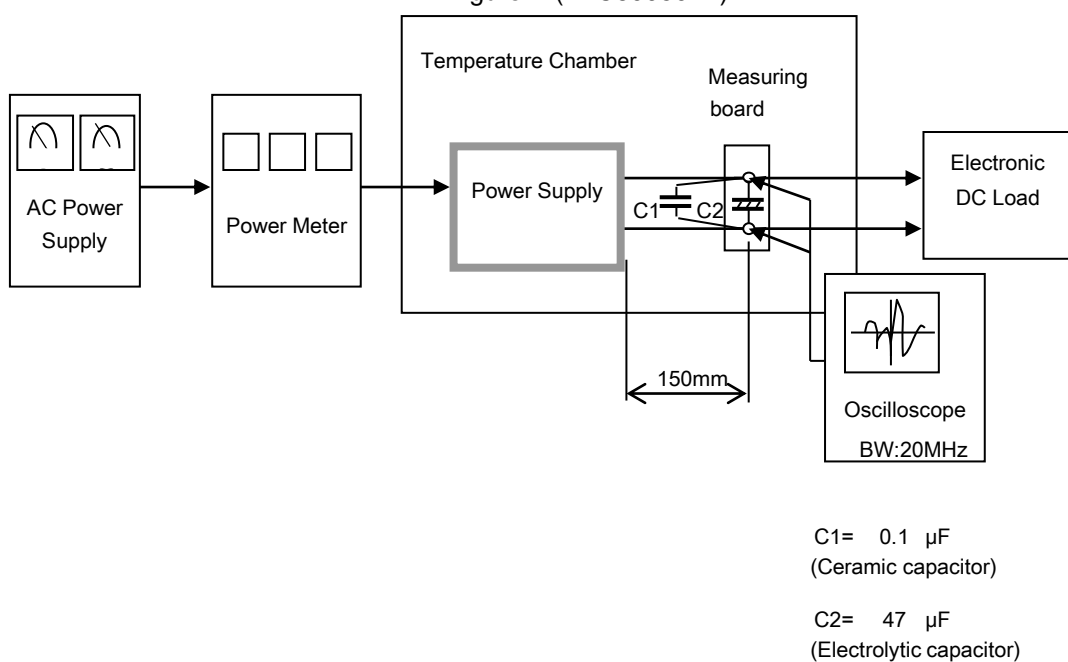 Temperature Chamber
Measuring
board
AC Power
Supply
Power Meter
Power Supply
C1
C2
Electronic
DC Load
150mm
Oscilloscope
BW:20MHz
C1= 0.1 µF
(Ceramic capacitor)
C2= 47 µF
(Electrolytic capacitor)